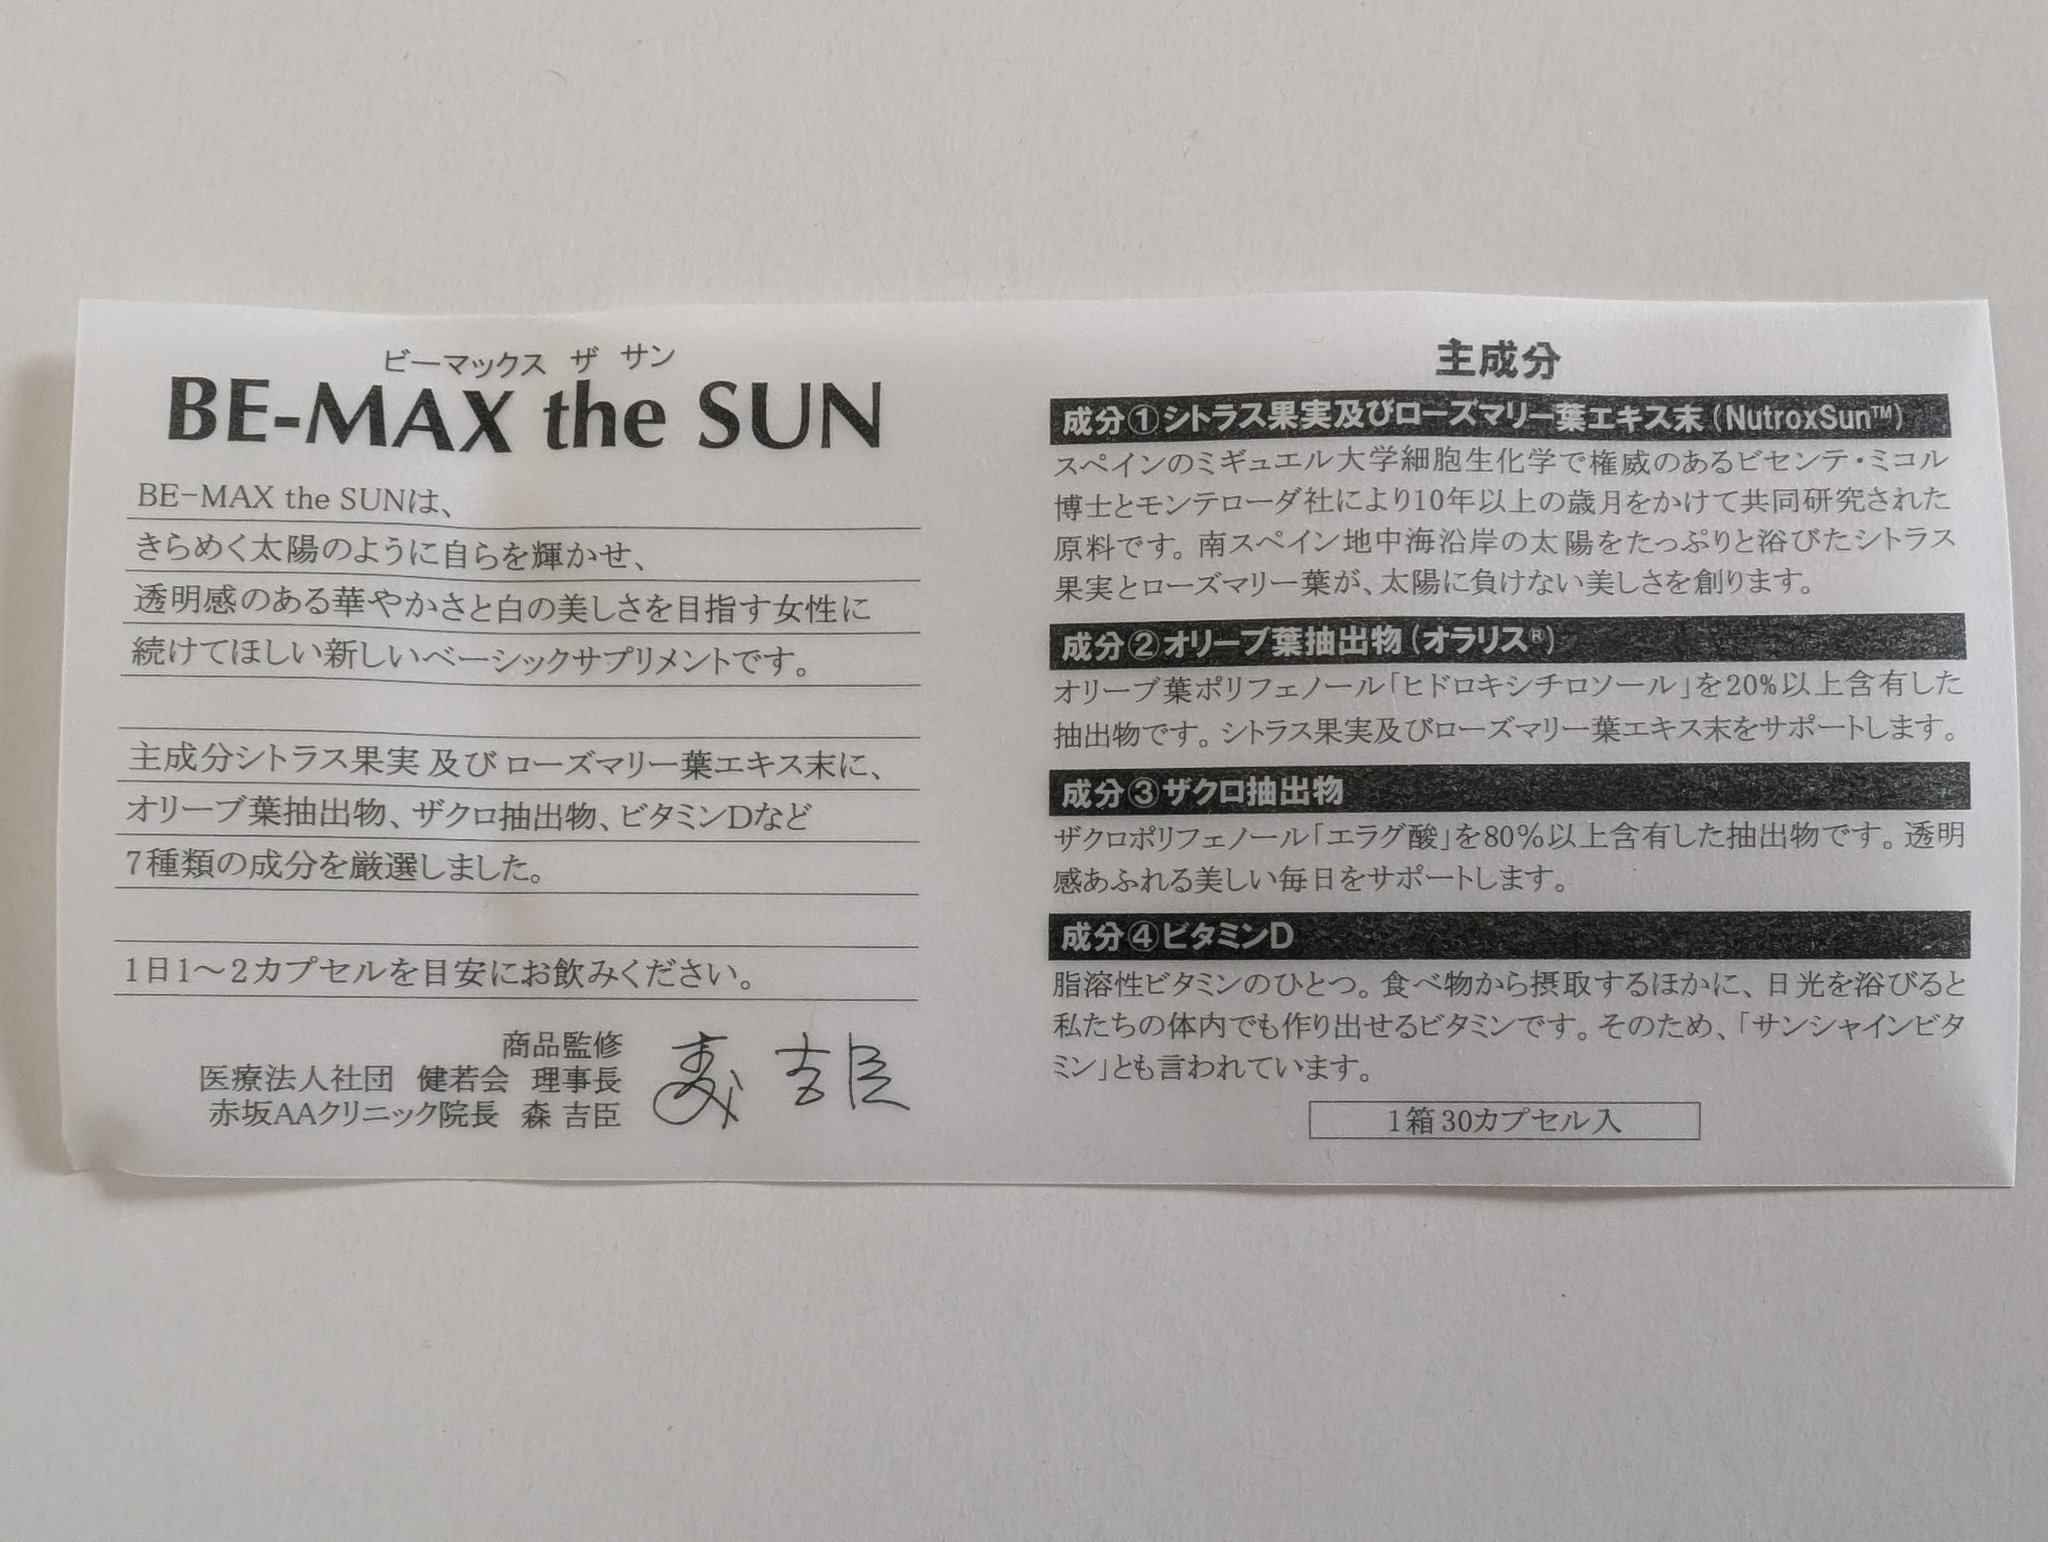 ビーマックス ザ サン
BE-MAX the SUN
BE-MAX the SUNは、
きらめく太陽のように自らを輝かせ、
透明感のある華やかさと白の美しさを目指す女性に
続けてほしい新しいベーシックサプリメントです。
主成分シトラス果実 及び ローズマリー葉エキス末に、
オリーブ葉抽出物、ザクロ抽出物、ビタミンDなど
7種類の成分を厳選しました。
1日1～2カプセルを目安にお飲みください。
商品監修
医療法人社団 健若会 理事長
赤坂AAクリニック院長 森 吉臣
主成分
成分①シトラス果実及びローズマリー葉エキス末(NutroxSun™)
スペインのミギュエル大学細胞生化学で権威のあるビセンテ・ミコル
博士とモンテローダ社により10年以上の歳月をかけて共同研究された
原料です。南スペイン地中海沿岸の太陽をたっぷりと浴びたシトラス
果実とローズマリー葉が、太陽に負けない美しさを創ります。
成分②オリーブ葉抽出物(オラリス®)
オリーブ葉ポリフェノール「ヒドロキシチロソール」を20%以上含有した
抽出物です。シトラス果実及びローズマリー葉エキス末をサポートします。
成分③ザクロ抽出物
ザクロポリフェノール「エラグ酸」を80%以上含有した抽出物です。透明
感あふれる美しい毎日をサポートします。
成分④ビタミンD
脂溶性ビタミンのひとつ。食べ物から摂取するほかに、日光を浴びると
私たちの体内でも作り出せるビタミンです。そのため、「サンシャインビタ
ミン」とも言われています。
1箱30カプセル入